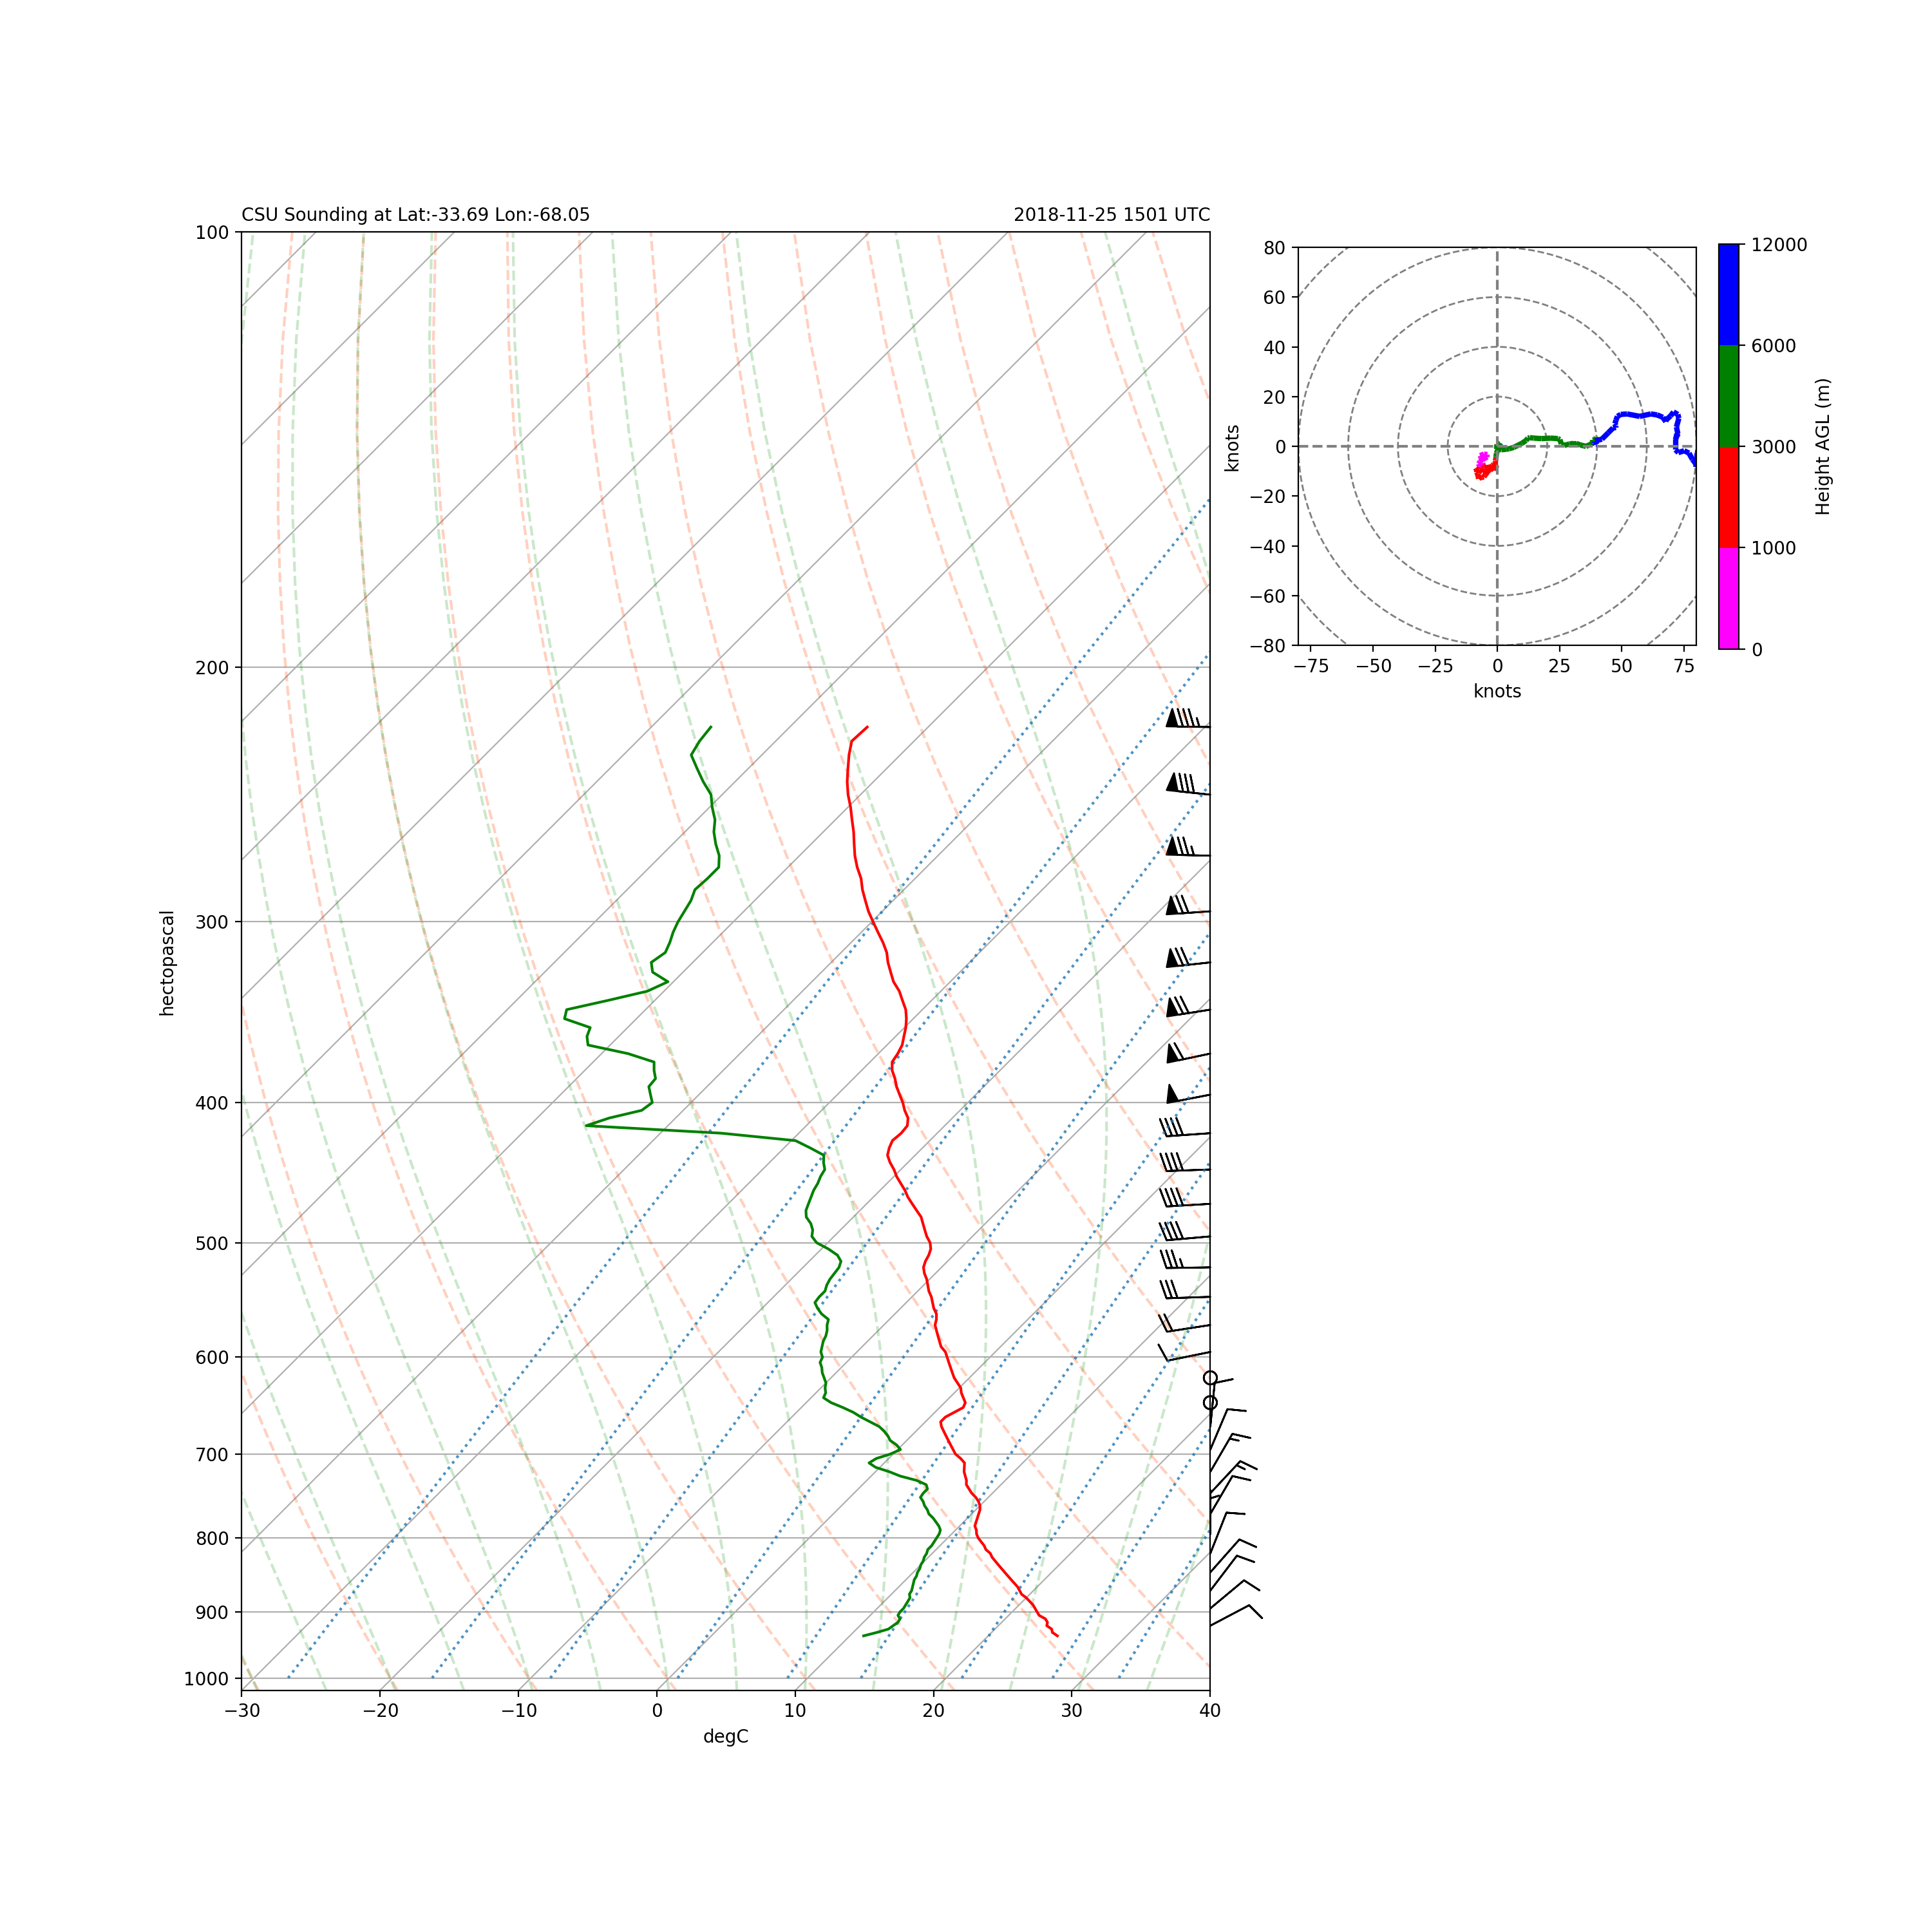 CSU Sounding at Lat:-33.69 Lon:-68.05
2018-11-25 1501 UTC
100
200
300
400
500
600
700
800
900
1000
hectopascal
−30 −20 −10 0 10 20 30 40
degC
80
60
40
20
0
−20
−40
−60
−80
knots
−75 −50 −25 0 25 50 75
knots
12000
6000
3000
1000
0
Height AGL (m)